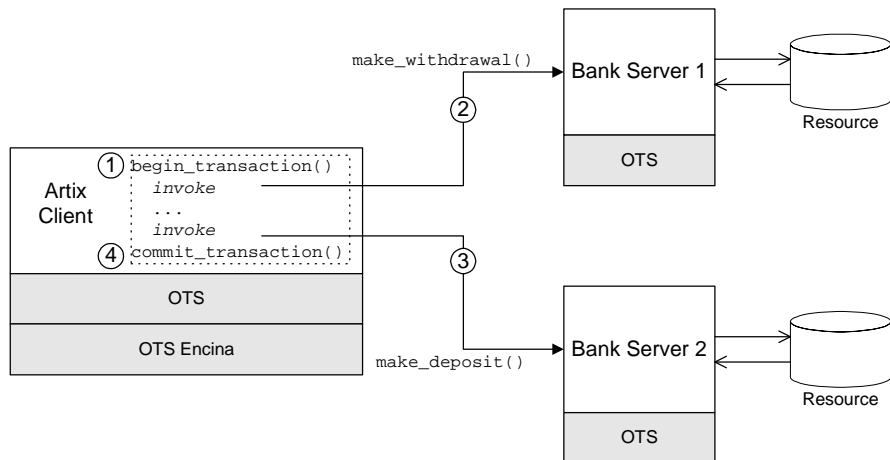 make_withdrawal()
2
Bank Server 1
OTS
Resource
Artix
Client
1
begin_transaction()
invoke
...
invoke
4
commit_transaction()
OTS
OTS Encina
3
make_deposit()
Bank Server 2
OTS
Resource